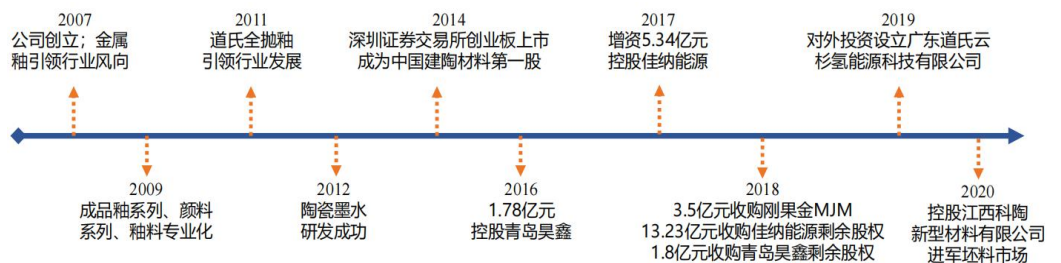 2007
公司创立；金属
釉引领行业风向
2011
道氏全抛釉
引领行业发展
2014
深圳证券交易所创业板上市
成为中国建陶材料第一股
2017
增资5.34亿元
控股佳纳能源
2019
对外投资设立广东道氏云
杉氢能源科技有限公司
2009
成品釉系列、颜料
系列、釉料专业化
2012
陶瓷墨水
研发成功
2016
1.78亿元
控股青岛昊鑫
2018
3.5亿元收购刚果金MJM
13.23亿元收购佳纳能源剩余股权
1.8亿元收购青岛昊鑫剩余股权
2020
控股江西科陶
新型材料有限公司
进军坯料市场